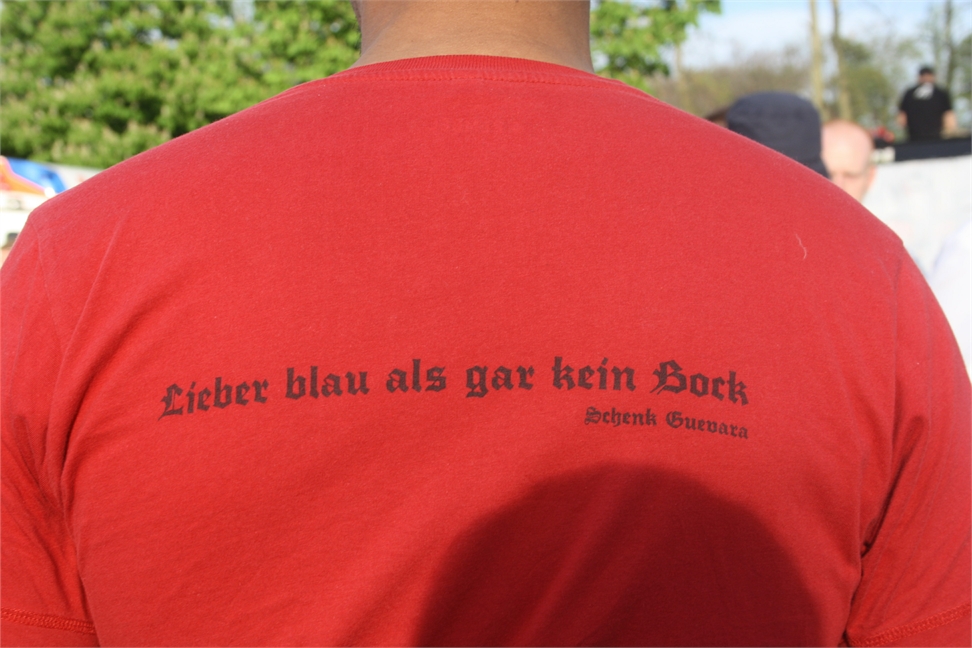 Lieber blau als gar kein Bock
Schenk Guevara